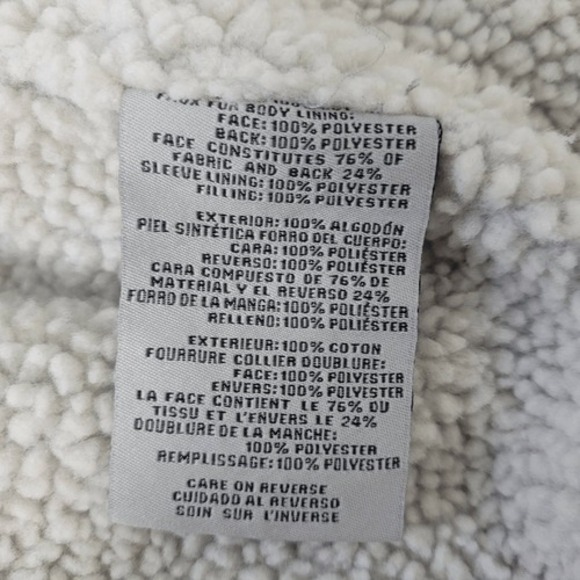 FAUX FUR BODY LINING:
FACE: 100% POLYESTER
BACK: 100% POLYESTER
FACE CONSTITUTES 76% OF
FABRIC AND BACK 24%
SLEEVE LINING: 100% POLYESTER
FILLING: 100% POLYESTER
EXTERIOR: 100% ALGODÓN
PIEL SINTÉTICA FORRO DEL CUERPO:
CARA: 100% POLIÉSTER
REVERSO: 100% POLIÉSTER
CARA COMPUESTO DE 76% DE
MATERIAL Y EL REVERSO 24%
FORRO DE LA MANGA: 100% POLIÉSTER
RELLENO: 100% POLIÉSTER
EXTERIEUR: 100% COTON
FOURRURE COLLIER DOUBLURE:
FACE: 100% POLYESTER
ENVERS: 100% POLYESTER
LA FACE CONTIENT LE 76% DU
TISSU ET L'ENVERS LE 24%
DOUBLURE DE LA MANCHE:
100% POLYESTER
REMPLISSAGE: 100% POLYESTER
CARE ON REVERSE
CUIDADO AL REVERSO
SOIN SUR L'INVERSE